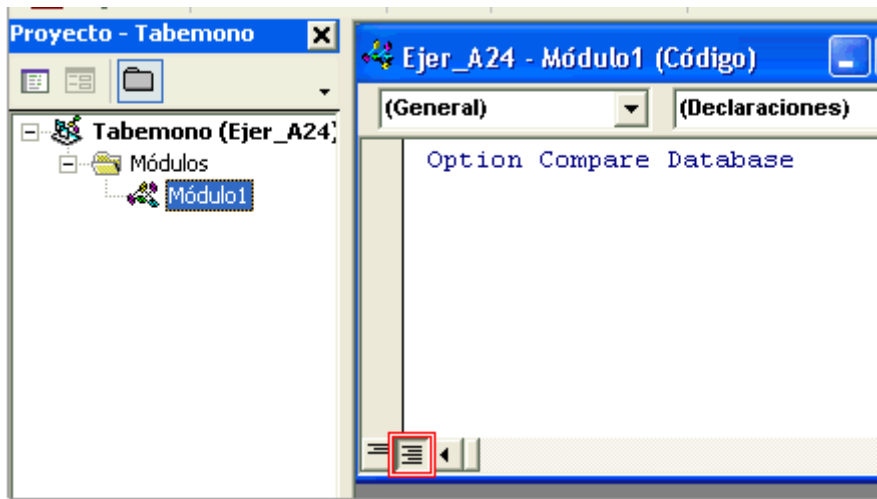 Proyecto - Tabemono
Tabemono (Ejer_A24)
Módulos
Módulo1
Ejer_A24 - Módulo1 (Código)
(General)
(Declaraciones)
Option Compare Database